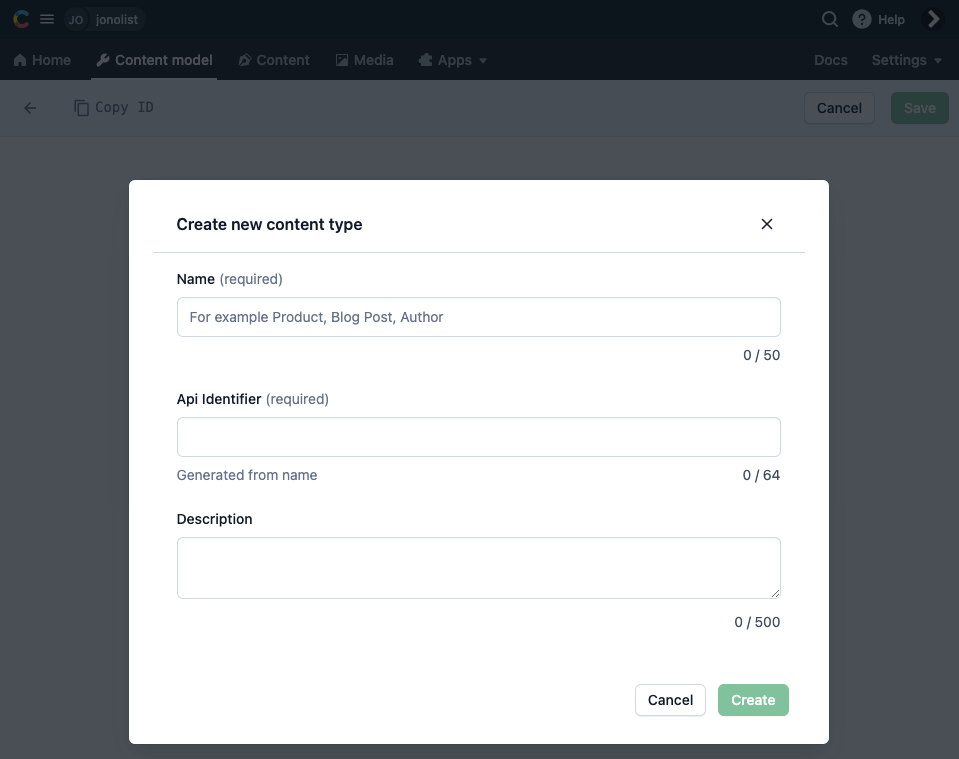 JO jonolist
? Help
Home Content model Content Media Apps Docs Settings
Copy ID Cancel Save
Create new content type
Name (required)
For example Product, Blog Post, Author
0 / 50
Api Identifier (required)
Generated from name 0 / 64
Description
0 / 500
Cancel Create